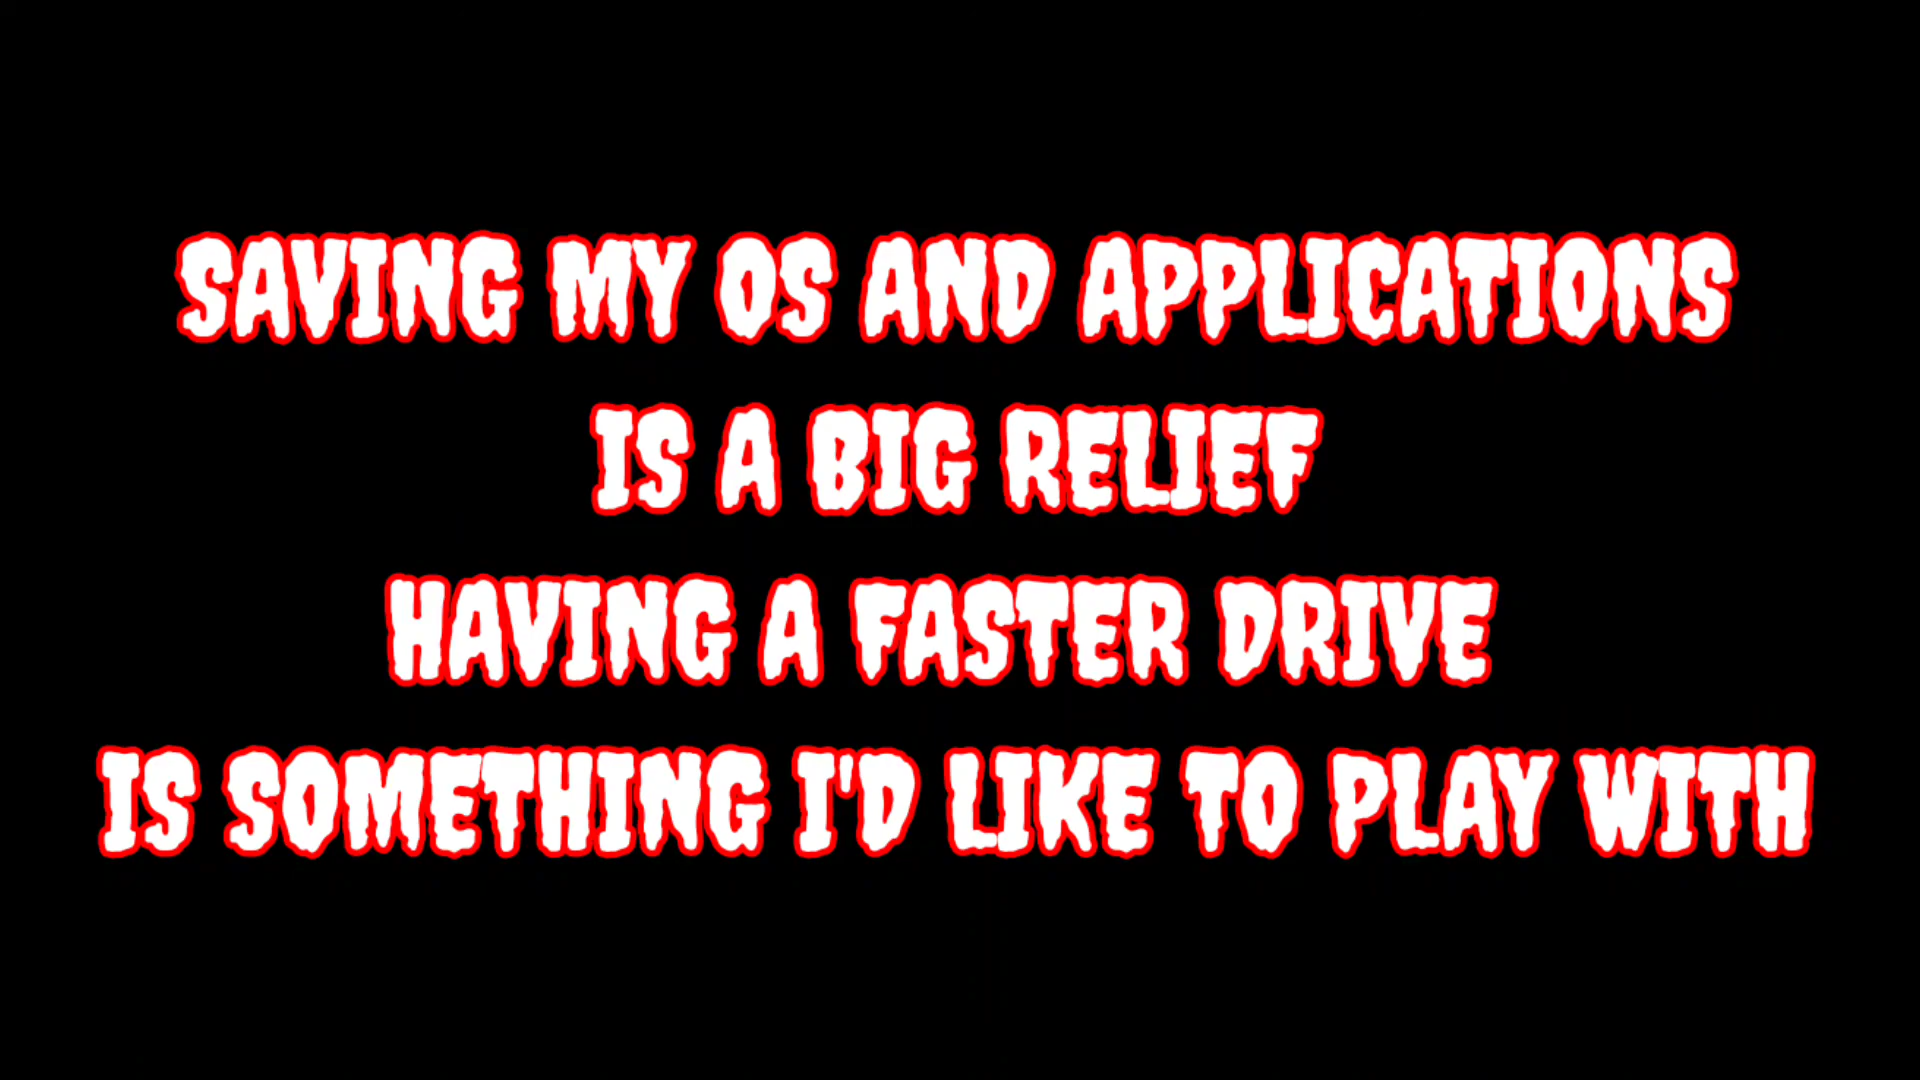 SAVING MY OS AND APPLICATIONS
IS A BIG RELIEF
HAVING A FASTER DRIVE
IS SOMETHING I'D LIKE TO PLAY WITH